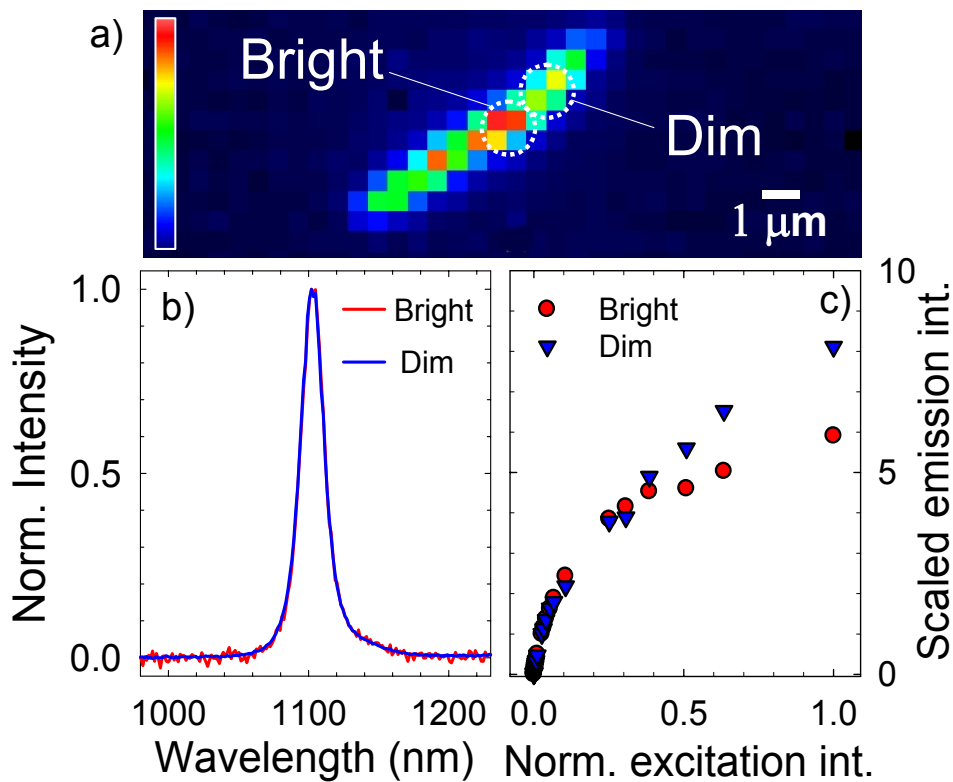 a)
Bright
Dim
1 μm
b)
Norm. Intensity
1.0
0.5
0.0
Bright
Dim
1000
1100
1200
Wavelength (nm)
c)
Bright
Dim
10
5
0
Scaled emission int.
0.0
0.5
1.0
Norm. excitation int.